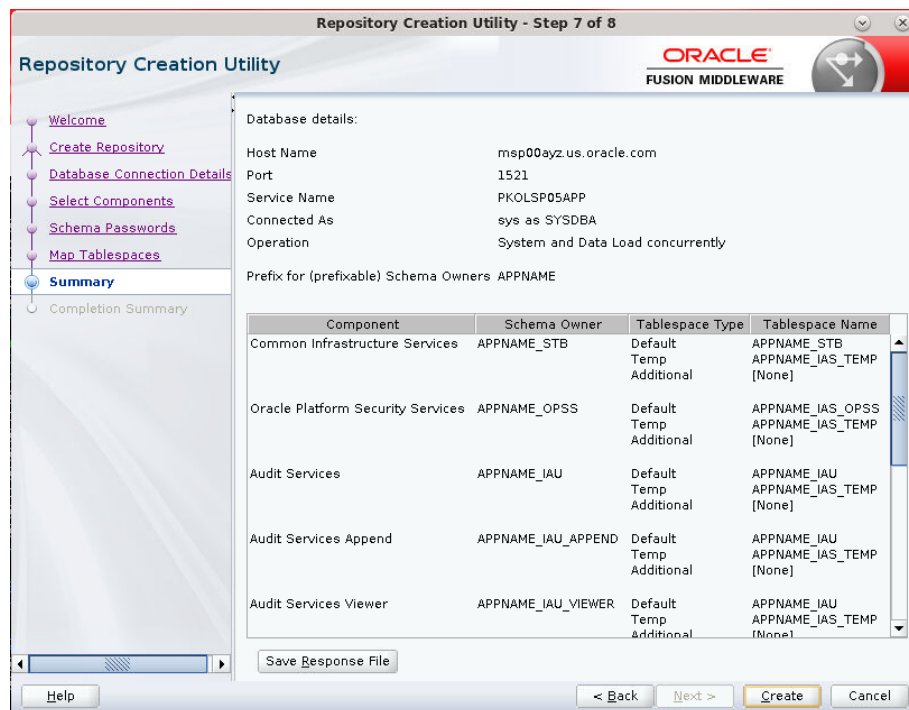 Repository Creation Utility - Step 7 of 8
Repository Creation Utility
ORACLE
FUSION MIDDLEWARE
Welcome
Create Repository
Database Connection Details
Select Components
Schema Passwords
Map Tablespaces
Summary
Completion Summary
Database details:
Host Name msp00ayz.us.oracle.com
Port 1521
Service Name PKOLSP05APP
Connected As sys as SYSDBA
Operation System and Data Load concurrently
Prefix for (prefixable) Schema Owners APPNAME
Component Schema Owner Tablespace Type Tablespace Name
Common Infrastructure Services APPNAME_STB Default APPNAME_STB
Temp APPNAME_IAS_TEMP
Additional [None]
Oracle Platform Security Services APPNAME_OPSS Default APPNAME_IAS_OPSS
Temp APPNAME_IAS_TEMP
Additional [None]
Audit Services APPNAME_IAU Default APPNAME_IAU
Temp APPNAME_IAS_TEMP
Additional [None]
Audit Services Append APPNAME_IAU_APPEND Default APPNAME_IAU
Temp APPNAME_IAS_TEMP
Additional [None]
Audit Services Viewer APPNAME_IAU_VIEWER Default APPNAME_IAU
Temp APPNAME_IAS_TEMP
Additional [None]
Save Response File
Help < Back Next > Create Cancel